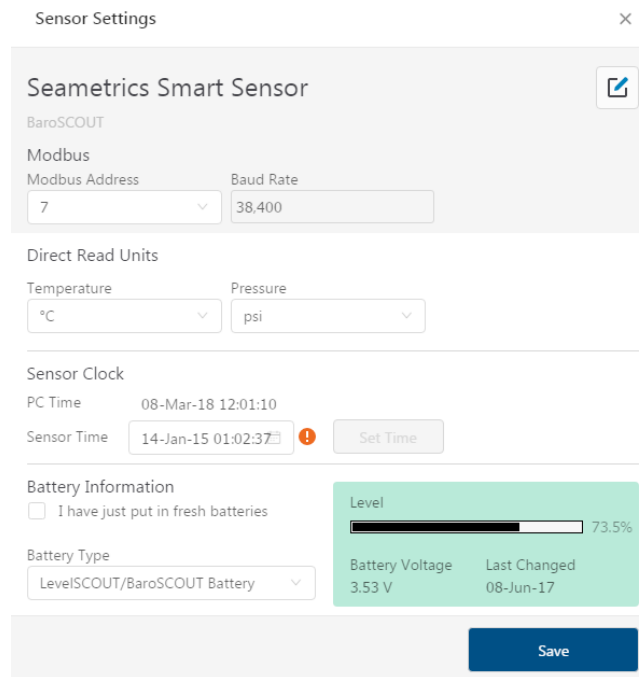 Sensor Settings
Seametrics Smart Sensor
BaroSCOUT
Modbus
Modbus Address Baud Rate
7 38,400
Direct Read Units
Temperature Pressure
°C psi
Sensor Clock
PC Time 08-Mar-18 12:01:10
Sensor Time 14-Jan-15 01:02:37 Set Time
Battery Information
I have just put in fresh batteries
Level
73.5%
Battery Type
LevelSCOUT/BaroSCOUT Battery
Battery Voltage Last Changed
3.53 V 08-Jun-17
Save